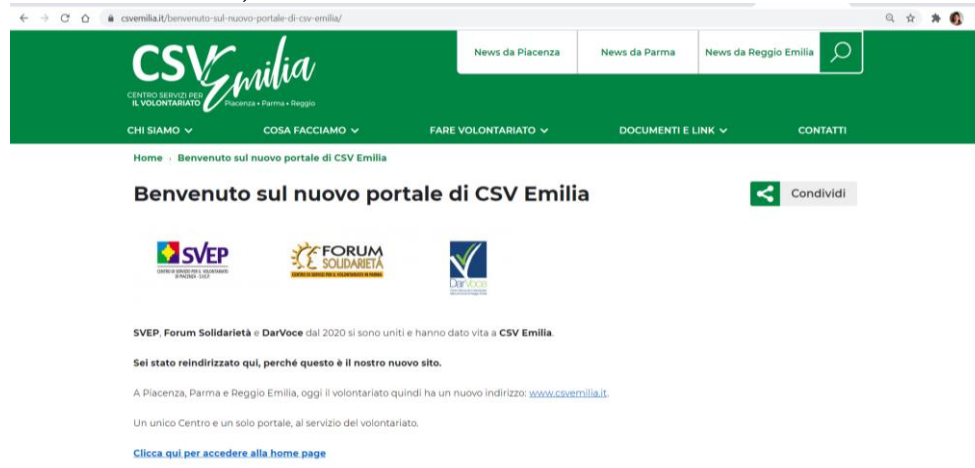 csvemilia.it/benvenuto-sul-nuovo-portale-di-csv-emilia/
CSV Emilia
CENTRO SERVIZI PER
IL VOLONTARIATO
Piacenza • Parma • Reggio
News da Piacenza
News da Parma
News da Reggio Emilia
CHI SIAMO
COSA FACCIAMO
FARE VOLONTARIATO
DOCUMENTI E LINK
CONTATTI
Home › Benvenuto sul nuovo portale di CSV Emilia
Benvenuto sul nuovo portale di CSV Emilia
Condividi
SVEP
FORUM
SOLIDARIETÀ
DarVoce
SVEP, Forum Solidarietà e DarVoce dal 2020 si sono uniti e hanno dato vita a CSV Emilia.
Sei stato reindirizzato qui, perché questo è il nostro nuovo sito.
A Piacenza, Parma e Reggio Emilia, oggi il volontariato quindi ha un nuovo indirizzo: www.csvemilia.it.
Un unico Centro e un solo portale, al servizio del volontariato.
Clicca qui per accedere alla home page